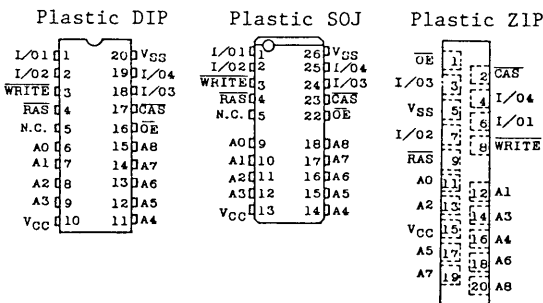 Plastic DIP
I/O1 1 20 VSS
I/O2 2 19 I/O4
WRITE 3 18 I/O3
RAS 4 17 CAS
N.C. 5 16 OE
A0 6 15 A8
A1 7 14 A7
A2 8 13 A6
A3 9 12 A5
VCC 10 11 A4
Plastic SOJ
I/O1 1 26 VSS
I/O2 2 25 I/O4
WRITE 3 24 I/O3
RAS 4 23 CAS
N.C. 5 22 OE
A0 9 18 A8
A1 10 17 A7
A2 11 16 A6
A3 12 15 A5
VCC 13 14 A4
Plastic ZIP
OE 1
2 CAS
I/O3 3
4 I/O4
VSS 5
6 I/O1
I/O2 7
8 WRITE
RAS 9
A0 11
12 A1
A2 13
14 A3
VCC 15
16 A4
A5 17
18 A6
A7 19
20 A8